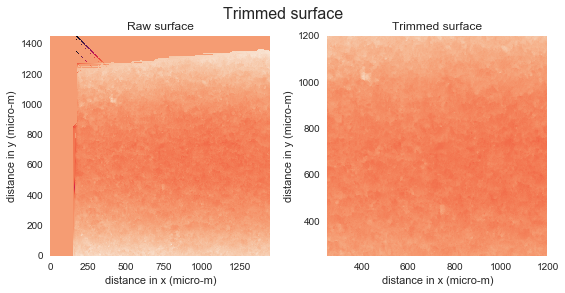 Trimmed surface
Raw surface
distance in y (micro-m)
1400
1200
1000
800
600
400
200
0
0 250 500 750 1000 1250
distance in x (micro-m)
Trimmed surface
distance in y (micro-m)
1200
1000
800
600
400
400 600 800 1000 1200
distance in x (micro-m)